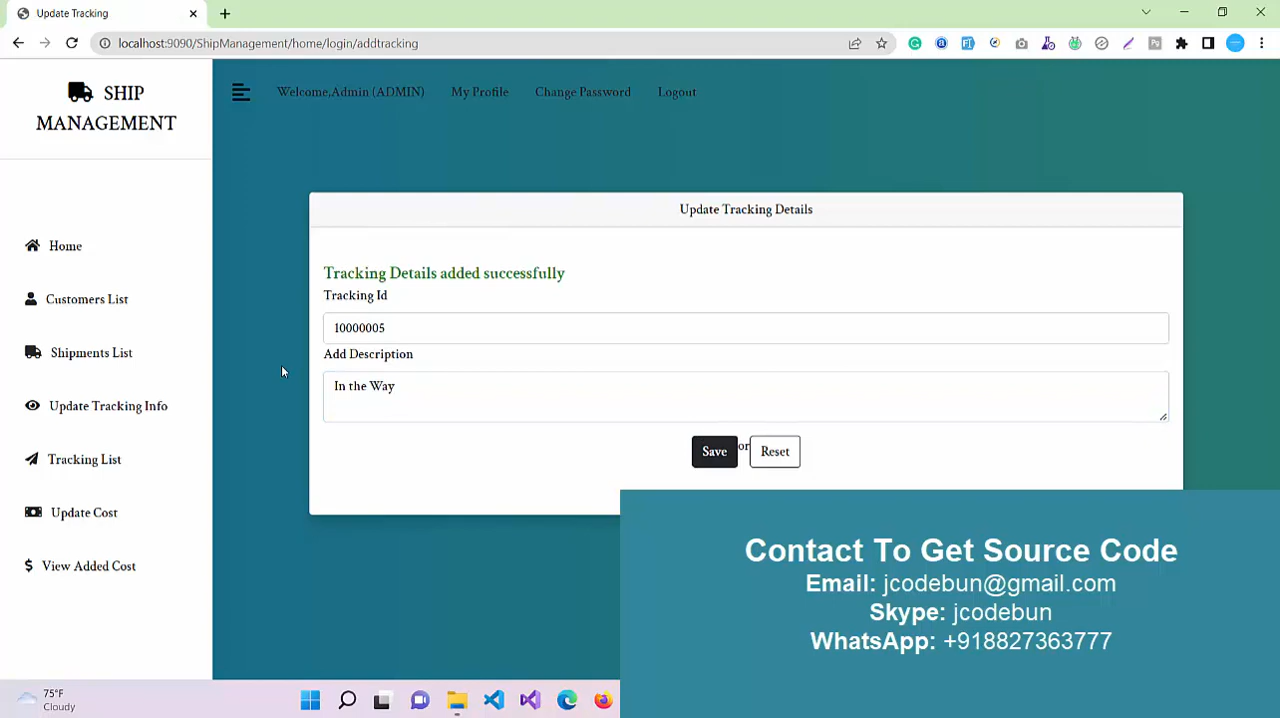 Update Tracking
localhost:9090/ShipManagement/home/login/addtracking
SHIP
MANAGEMENT
Welcome,Admin (ADMIN) My Profile Change Password Logout
Home
Customers List
Shipments List
Update Tracking Info
Tracking List
Update Cost
View Added Cost
Update Tracking Details
Tracking Details added successfully
Tracking Id
10000005
Add Description
In the Way
Save or Reset
Contact To Get Source Code
Email: jcodebun@gmail.com
Skype: jcodebun
WhatsApp: +918827363777
75°F
Cloudy